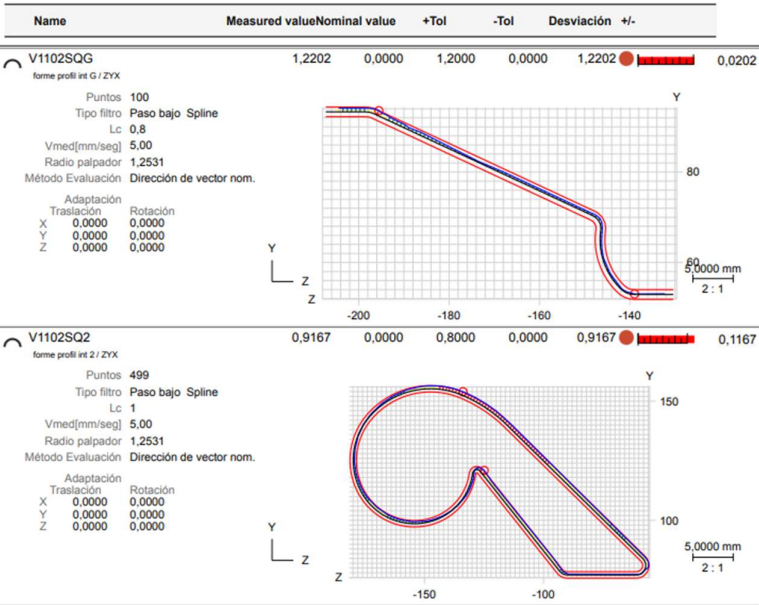 Name Measured valueNominal value +Tol -Tol Desviación +/-
V1102SQG 1,2202 0,0000 1,2000 0,0000 1,2202 0,0202
forme profil int G / ZYX
Puntos 100
Tipo filtro Paso bajo Spline
Lc 0,8
Vmed[mm/seg] 5,00
Radio palpador 1,2531
Método Evaluación Dirección de vector nom.
Adaptación
Traslación Rotación
X 0,0000 0,0000
Y 0,0000 0,0000
Z 0,0000 0,0000
Y
Z
Y
80
60
5,0000 mm
2 : 1
Z
-200 -180 -160 -140
V1102SQ2 0,9167 0,0000 0,8000 0,0000 0,9167 0,1167
forme profil int 2 / ZYX
Puntos 499
Tipo filtro Paso bajo Spline
Lc 1
Vmed[mm/seg] 5,00
Radio palpador 1,2531
Método Evaluación Dirección de vector nom.
Adaptación
Traslación Rotación
X 0,0000 0,0000
Y 0,0000 0,0000
Z 0,0000 0,0000
Y
Z
Y
150
100
5,0000 mm
2 : 1
Z
-150 -100